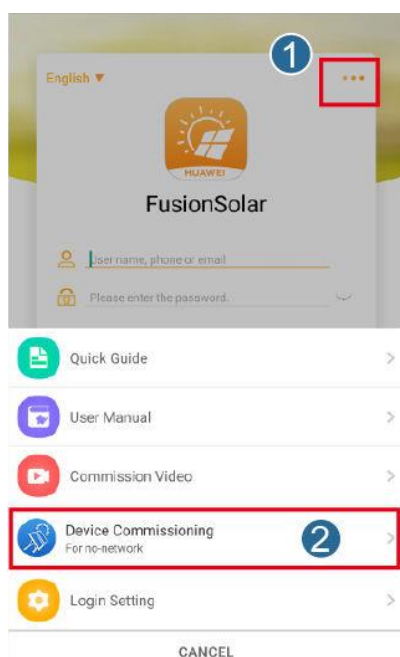 1
English ▼
HUAWEI
FusionSolar
User name, phone or email
Please enter the password.
Quick Guide
User Manual
Commission Video
Device Commissioning
For no-network
2
Login Setting
CANCEL